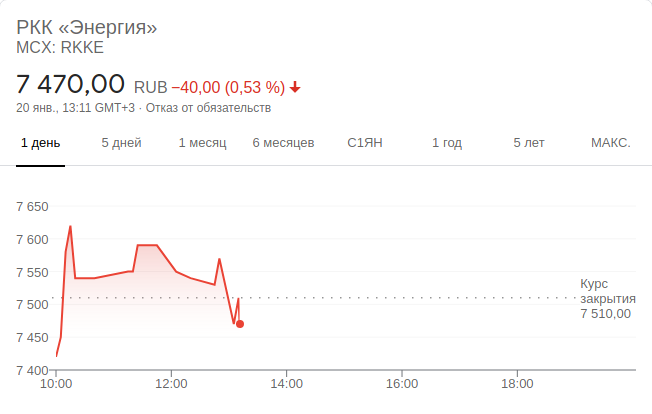 РКК «Энергия»
MCX: RKKE
7 470,00 RUB −40,00 (0,53 %)
20 янв., 13:11 GMT+3 · Отказ от обязательств
1 день 5 дней 1 месяц 6 месяцев С1ЯН 1 год 5 лет МАКС.
7 650
7 600
7 550
7 500
7 450
7 400
Курс
закрытия
7 510,00
10:00 12:00 14:00 16:00 18:00